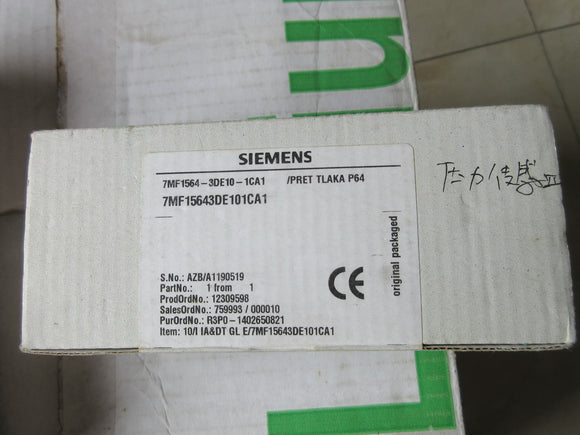 SIEMENS
7MF1564-3DE10-1CA1 /PRET TLAKA P64
7MF15643DE101CA1
S.No.: AZB/A1190519
PartNo.: 1 from 1
ProdOrdNo.: 12309598
SalesOrdNo.: 759993 / 000010
PurOrdNo.: R3P0-1402650821
Item: 10/I IA&DT GL E/7MF15643DE101CA1
CE
original packaged
压力传感